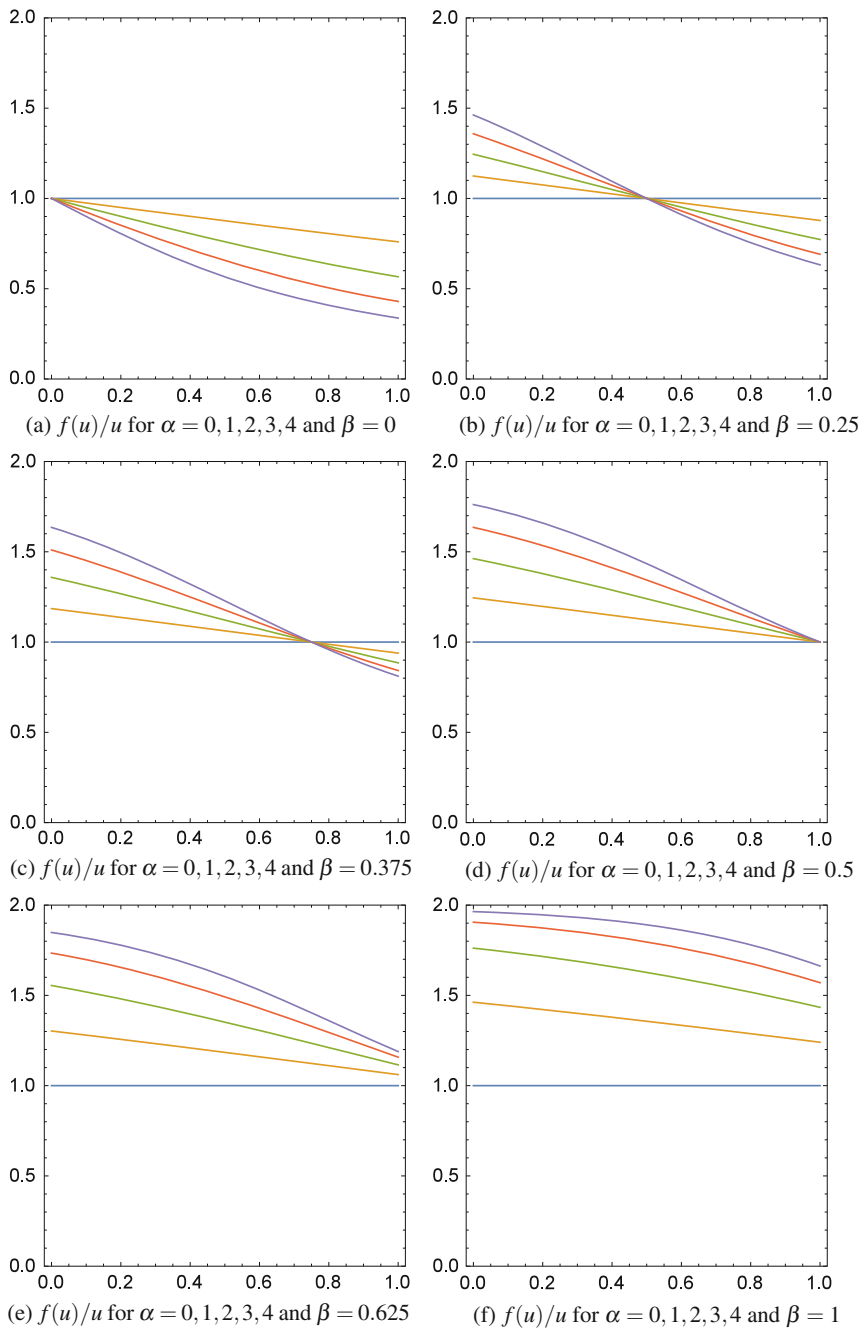 2.0
1.5
1.0
0.5
0.0
0.0 0.2 0.4 0.6 0.8 1.0
(a) f(u)/u for α = 0,1,2,3,4 and β = 0
2.0
1.5
1.0
0.5
0.0
0.0 0.2 0.4 0.6 0.8 1.0
(b) f(u)/u for α = 0,1,2,3,4 and β = 0.25
2.0
1.5
1.0
0.5
0.0
0.0 0.2 0.4 0.6 0.8 1.0
(c) f(u)/u for α = 0,1,2,3,4 and β = 0.375
2.0
1.5
1.0
0.5
0.0
0.0 0.2 0.4 0.6 0.8 1.0
(d) f(u)/u for α = 0,1,2,3,4 and β = 0.5
2.0
1.5
1.0
0.5
0.0
0.0 0.2 0.4 0.6 0.8 1.0
(e) f(u)/u for α = 0,1,2,3,4 and β = 0.625
2.0
1.5
1.0
0.5
0.0
0.0 0.2 0.4 0.6 0.8 1.0
(f) f(u)/u for α = 0,1,2,3,4 and β = 1